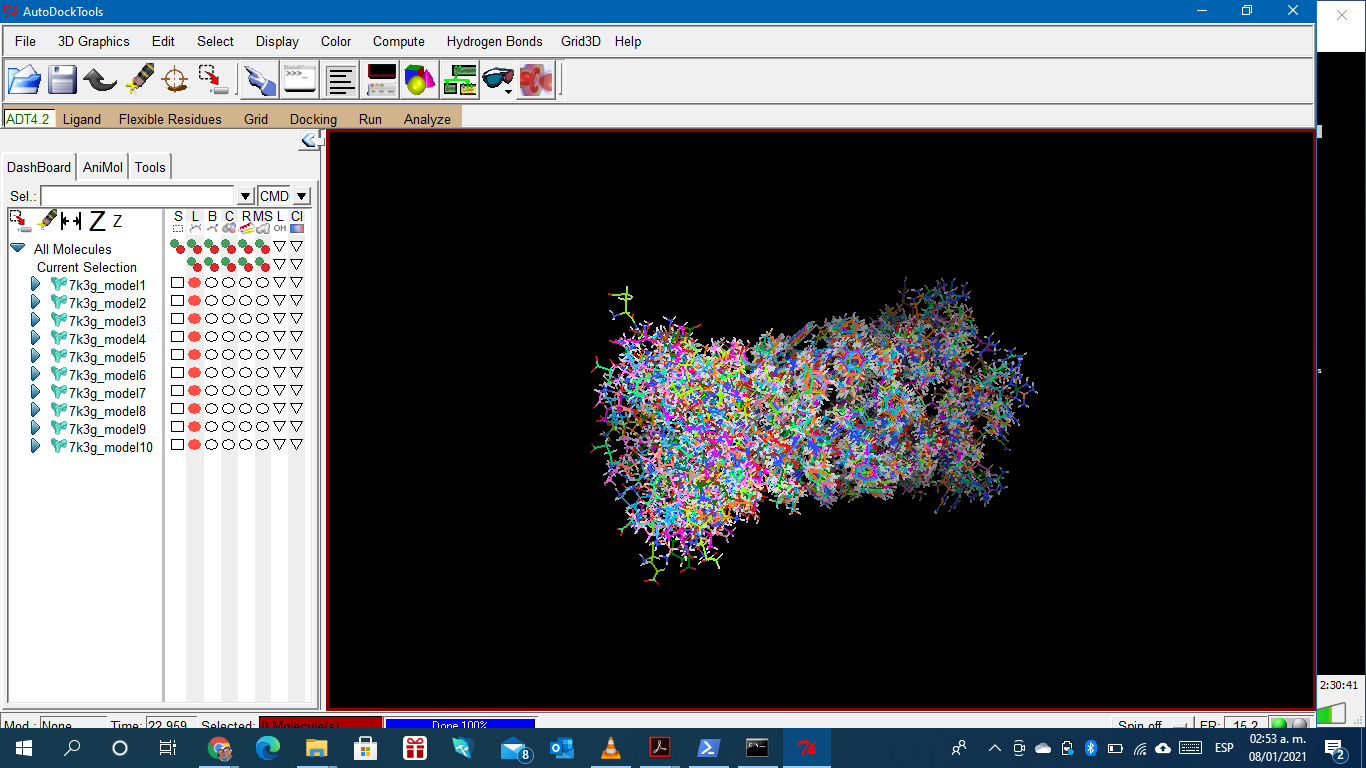 AutoDockTools
File 3D Graphics Edit Select Display Color Compute Hydrogen Bonds Grid3D Help
>>>_
ADT4.2 Ligand Flexible Residues Grid Docking Run Analyze
DashBoard AniMol Tools
Sel.: CMD
Z Z S L B C R MS L Cl
OH
All Molecules
Current Selection
7k3g_model1
7k3g_model2
7k3g_model3
7k3g_model4
7k3g_model5
7k3g_model6
7k3g_model7
7k3g_model8
7k3g_model9
7k3g_model10
s
2:30:41
Mod.: None Time: 22.959 Selected: 0 Molecule(s) Done 100% Spin off FR: 15.2
8 ESP 02:53 a. m. 2
08/01/2021